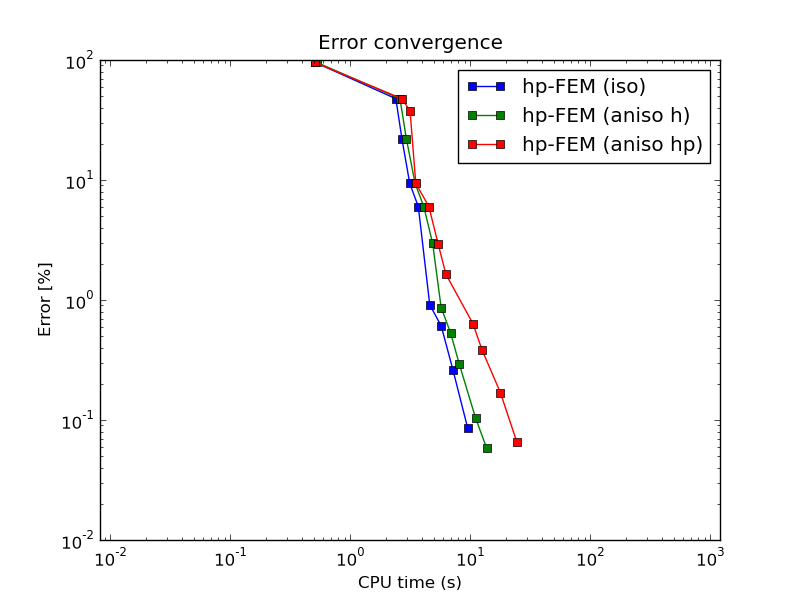 Error convergence
hp-FEM (iso)
hp-FEM (aniso h)
hp-FEM (aniso hp)
Error [%]
10^2
10^1
10^0
10^-1
10^-2
10^-2 10^-1 10^0 10^1 10^2 10^3
CPU time (s)